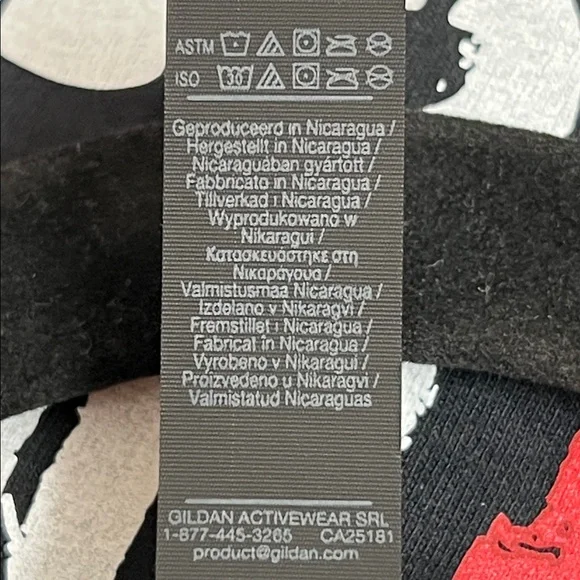 ASTM
ISO 30
Geproduceerd in Nicaragua /
Hergestellt in Nicaragua /
Nicaraguában gyártott /
Fabbricato in Nicaragua /
Tillverkad i Nicaragua /
Wyprodukowano w
Nikaragui /
Κατασκευάστηκε στη
Νικαράγουα /
Valmistusmaa Nicaragua /
Izdelano v Nikaragvi /
Fremstillet i Nicaragua /
Fabricat in Nicaragua /
Vyrobeno v Nikaragui /
Proizvedeno u Nikaragvi /
Valmistatud Nicaraguas
GILDAN ACTIVEWEAR SRL
1-877-445-3265 CA25181
product@gildan.com